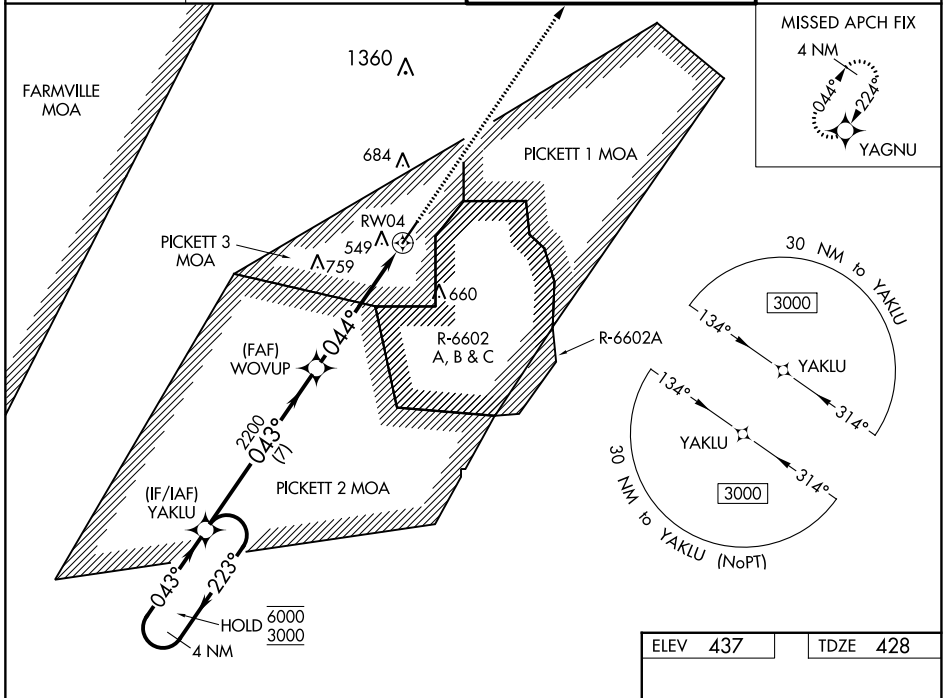 MISSED APCH FIX
4 NM
044°
224°
YAGNU
1360
FARMVILLE
MOA
684
PICKETT 1 MOA
RW04
549
PICKETT 3
MOA
759
660
044°
R-6602
A, B & C
R-6602A
(FAF)
WOVUP
2200
043°
(7)
PICKETT 2 MOA
(IF/IAF)
YAKLU
043°
223°
HOLD
6000
3000
4 NM
30 NM to YAKLU
3000
134°
YAKLU
314°
134°
YAKLU
314°
3000
30 NM to YAKLU (NoPT)
ELEV 437
TDZE 428